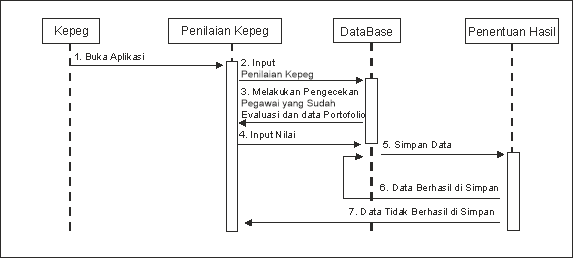 Kepeg
Penilaian Kepeg
DataBase
Penentuan Hasil
1. Buka Aplikasi
2. Input
Penilaian Kepeg
3. Melakukan Pengecekan
Pegawai yang Sudah
Evaluasi dan data Portofolio
4. Input Nilai
5. Simpan Data
6. Data Berhasil di Simpan
7. Data Tidak Berhasil di Simpan